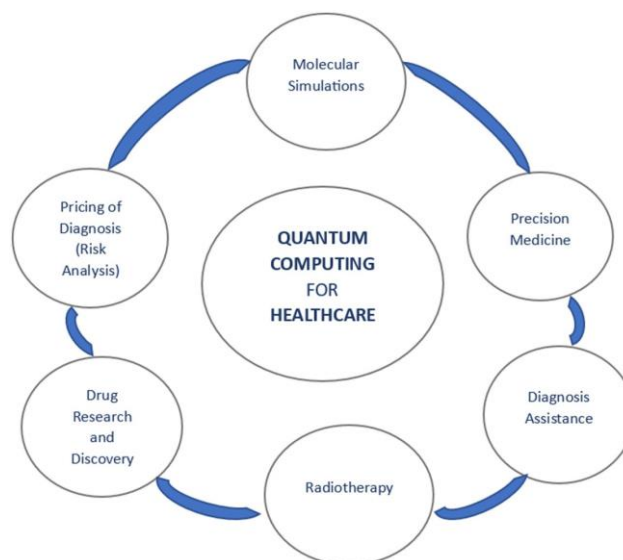 Molecular
Simulations
Pricing of
Diagnosis
(Risk
Analysis)
Precision
Medicine
QUANTUM
COMPUTING
FOR
HEALTHCARE
Drug
Research
and
Discovery
Diagnosis
Assistance
Radiotherapy